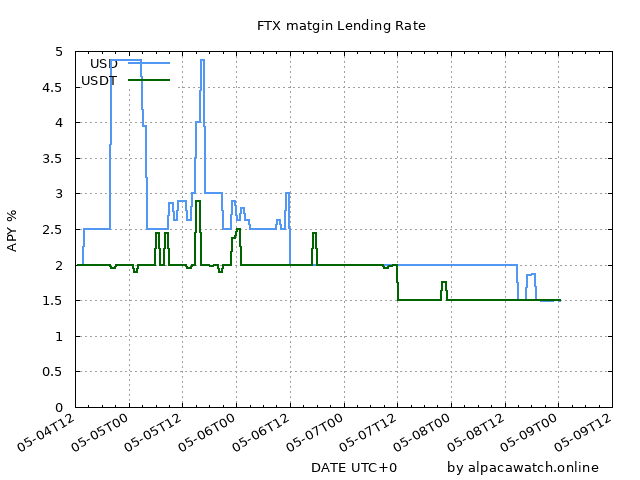 FTX matgin Lending Rate
5
4.5
4
3.5
3
2.5
2
1.5
1
0.5
0
APY %
USD
USDT
05-04T12
05-05T00
05-05T12
05-06T00
05-06T12
05-07T00
05-07T12
05-08T00
05-08T12
05-09T00
05-09T12
DATE UTC+0
by alpacawatch.online